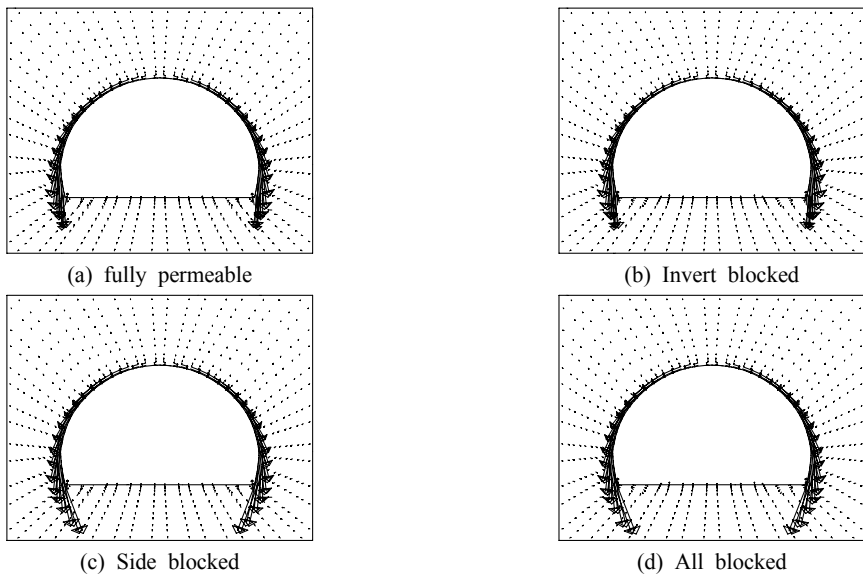 (a) fully permeable
(b) Invert blocked
(c) Side blocked
(d) All blocked